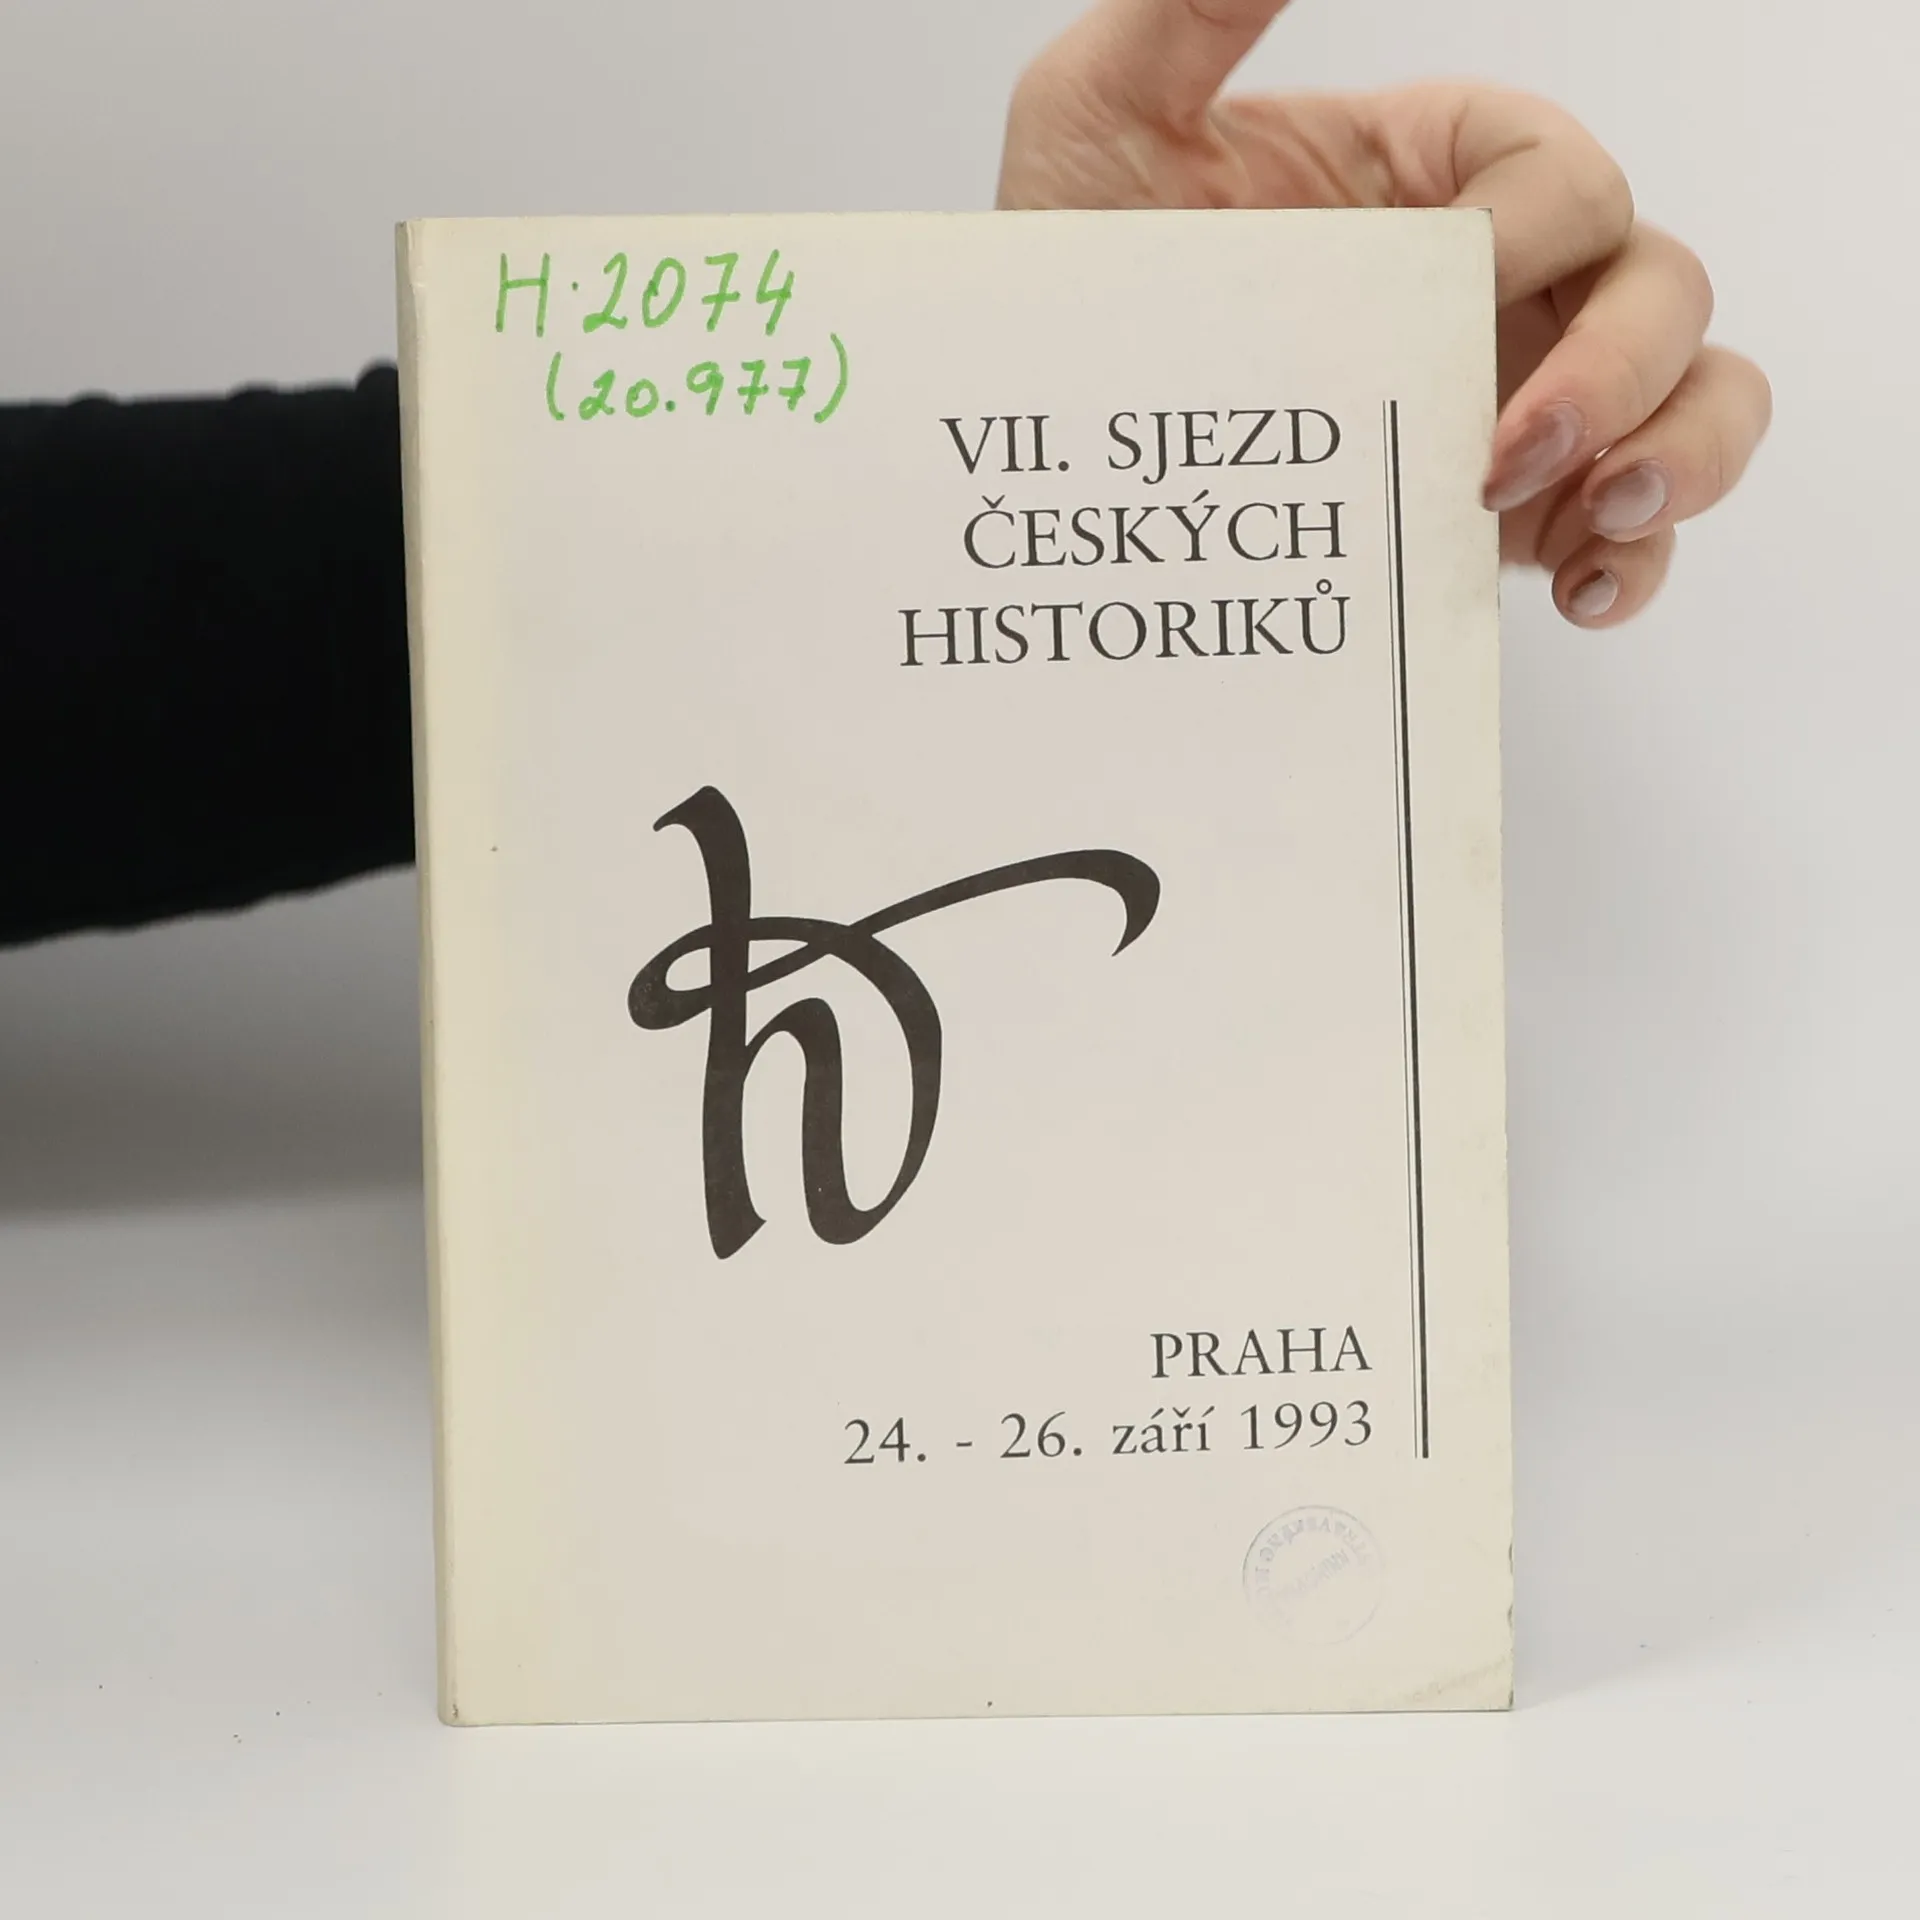 H·2074
(20.977)
VII. SJEZD
ČESKÝCH
HISTORIKŮ
PRAHA
24. - 26. září 1993